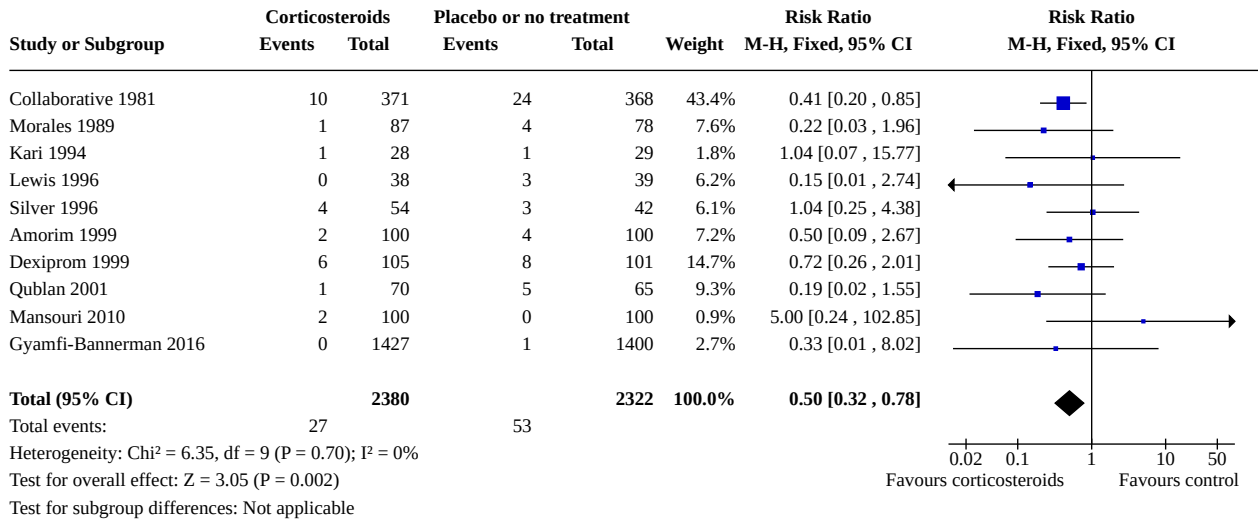 Corticosteroids Placebo or no treatment Risk Ratio Risk Ratio
Study or Subgroup Events Total Events Total Weight M-H, Fixed, 95% CI M-H, Fixed, 95% CI
Collaborative 1981 10 371 24 368 43.4% 0.41 [0.20 , 0.85]
Morales 1989 1 87 4 78 7.6% 0.22 [0.03 , 1.96]
Kari 1994 1 28 1 29 1.8% 1.04 [0.07 , 15.77]
Lewis 1996 0 38 3 39 6.2% 0.15 [0.01 , 2.74]
Silver 1996 4 54 3 42 6.1% 1.04 [0.25 , 4.38]
Amorim 1999 2 100 4 100 7.2% 0.50 [0.09 , 2.67]
Dexiprom 1999 6 105 8 101 14.7% 0.72 [0.26 , 2.01]
Qublan 2001 1 70 5 65 9.3% 0.19 [0.02 , 1.55]
Mansouri 2010 2 100 0 100 0.9% 5.00 [0.24 , 102.85]
Gyamfi-Bannerman 2016 0 1427 1 1400 2.7% 0.33 [0.01 , 8.02]
Total (95% CI) 2380 2322 100.0% 0.50 [0.32 , 0.78]
Total events: 27 53
Heterogeneity: Chi² = 6.35, df = 9 (P = 0.70); I² = 0%
0.02 0.1 1 10 50
Test for overall effect: Z = 3.05 (P = 0.002)
Favours corticosteroids Favours control
Test for subgroup differences: Not applicable